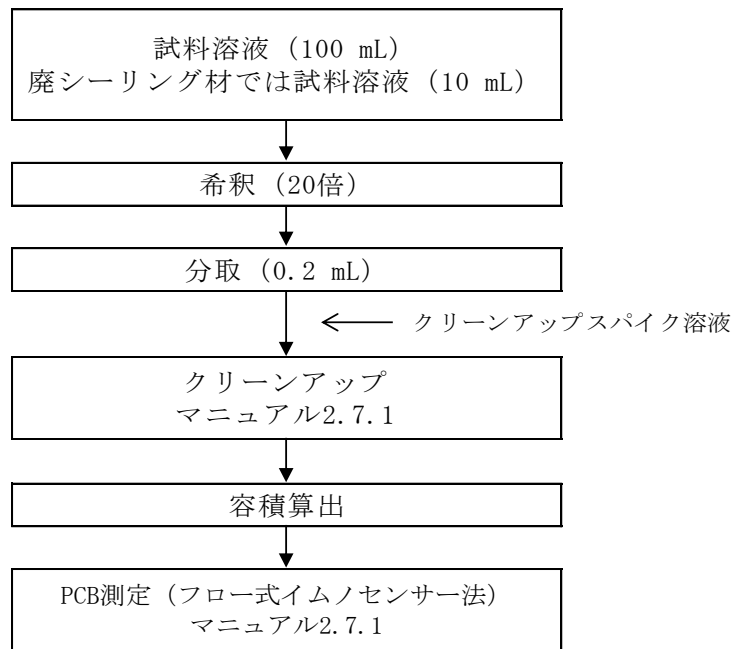 試料溶液（100 mL）
廃シーリング材では試料溶液（10 mL）
希釈（20倍）
分取（0.2 mL）
クリーンアップスパイク溶液
クリーンアップ
マニュアル2.7.1
容積算出
PCB測定（フロー式イムノセンサー法）
マニュアル2.7.1